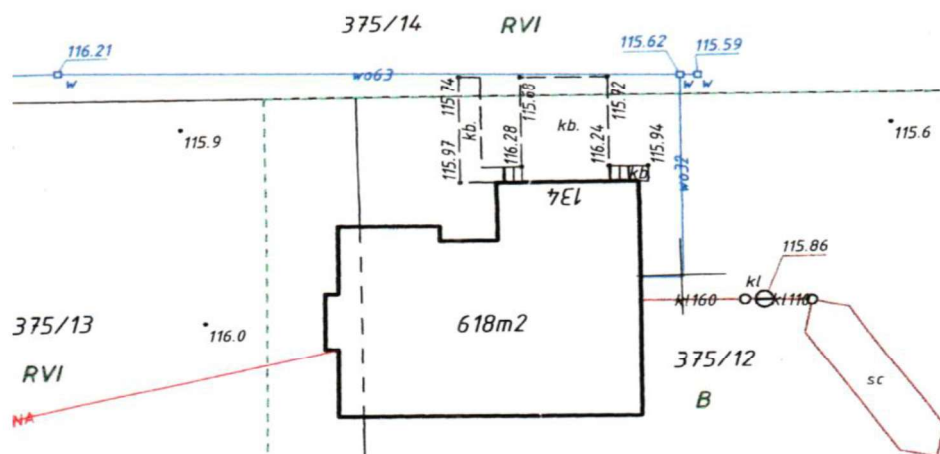 375/14 RVI
116.21
115.62 115.59
w wo63 w w
115.74
115.68
115.92
115.9
kb.
kb.
115.6
115.97
116.28
116.24
115.94
kb
wo32
134
115.86
kl
kl160
kl110
375/13
116.0
618m2
RVI
375/12
sc
B
NA